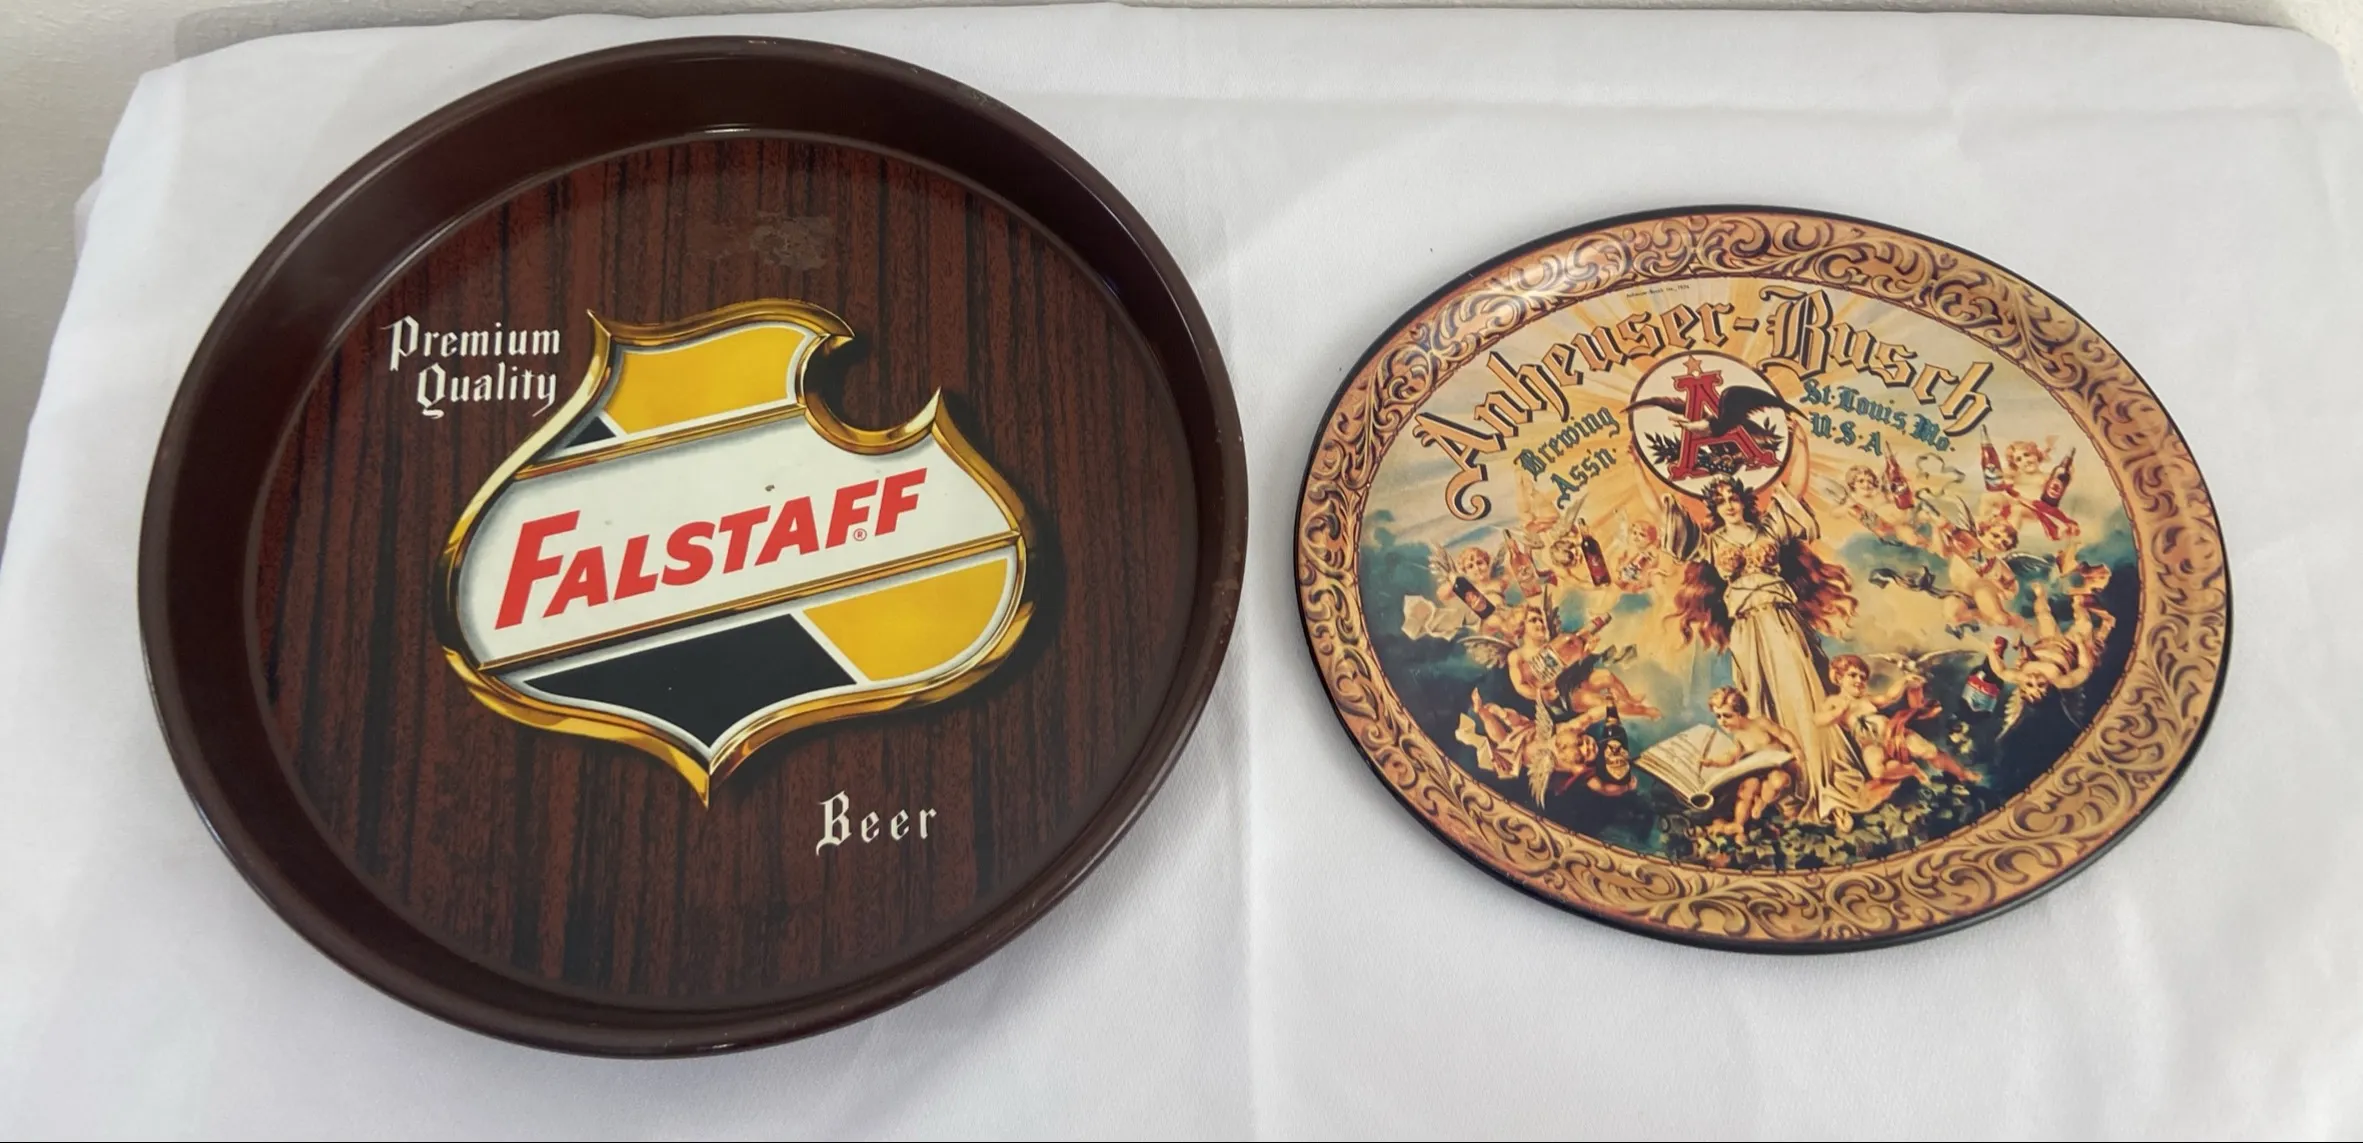 Premium
Quality
FALSTAFF®
Beer
Anheuser-Busch
Brewing
Ass'n.
St. Louis, Mo.
U·S·A
A